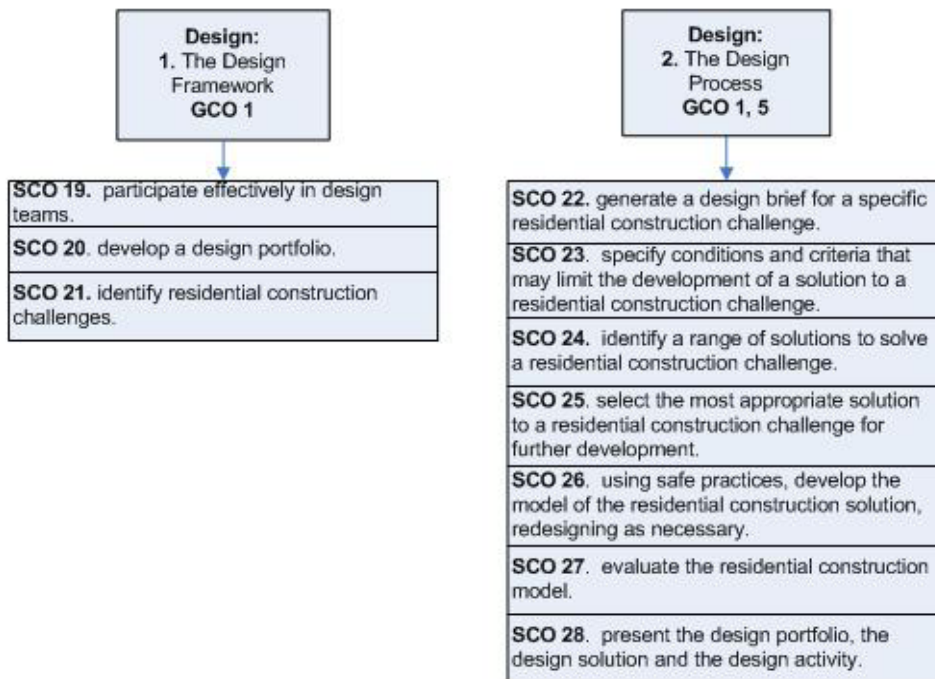 Design:
1. The Design
Framework
GCO 1
SCO 19. participate effectively in design
teams.
SCO 20. develop a design portfolio.
SCO 21. identify residential construction
challenges.
Design:
2. The Design
Process
GCO 1, 5
SCO 22. generate a design brief for a specific
residential construction challenge.
SCO 23. specify conditions and criteria that
may limit the development of a solution to a
residential construction challenge.
SCO 24. identify a range of solutions to solve
a residential construction challenge.
SCO 25. select the most appropriate solution
to a residential construction challenge for
further development.
SCO 26. using safe practices, develop the
model of the residential construction solution,
redesigning as necessary.
SCO 27. evaluate the residential construction
model.
SCO 28. present the design portfolio, the
design solution and the design activity.